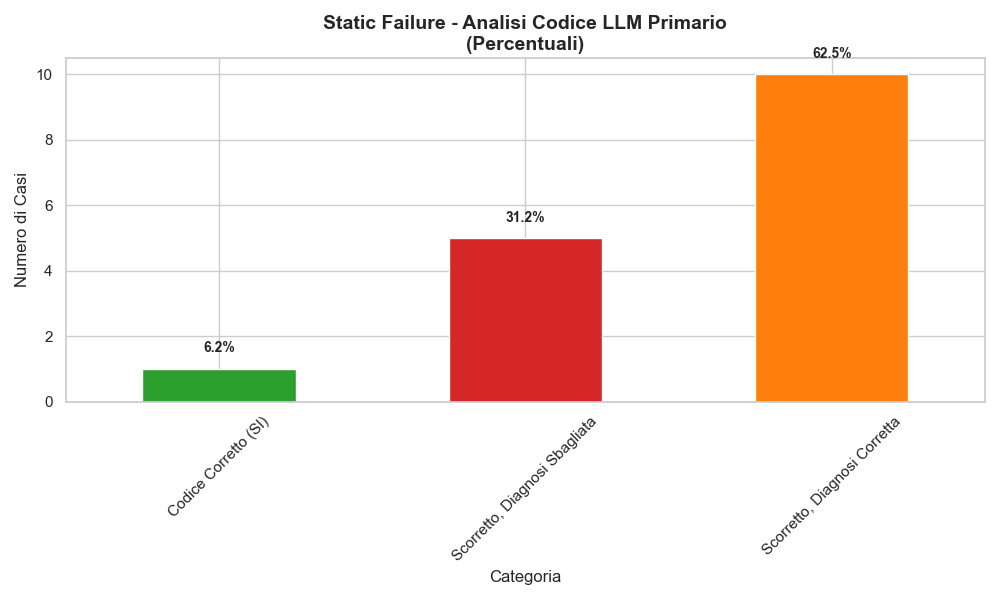 Static Failure - Analisi Codice LLM Primario
(Percentuali)
62.5%
31.2%
6.2%
10
8
6
4
2
0
Numero di Casi
Codice Corretto (SI)
Scorretto, Diagnosi Sbagliata
Scorretto, Diagnosi Corretta
Categoria